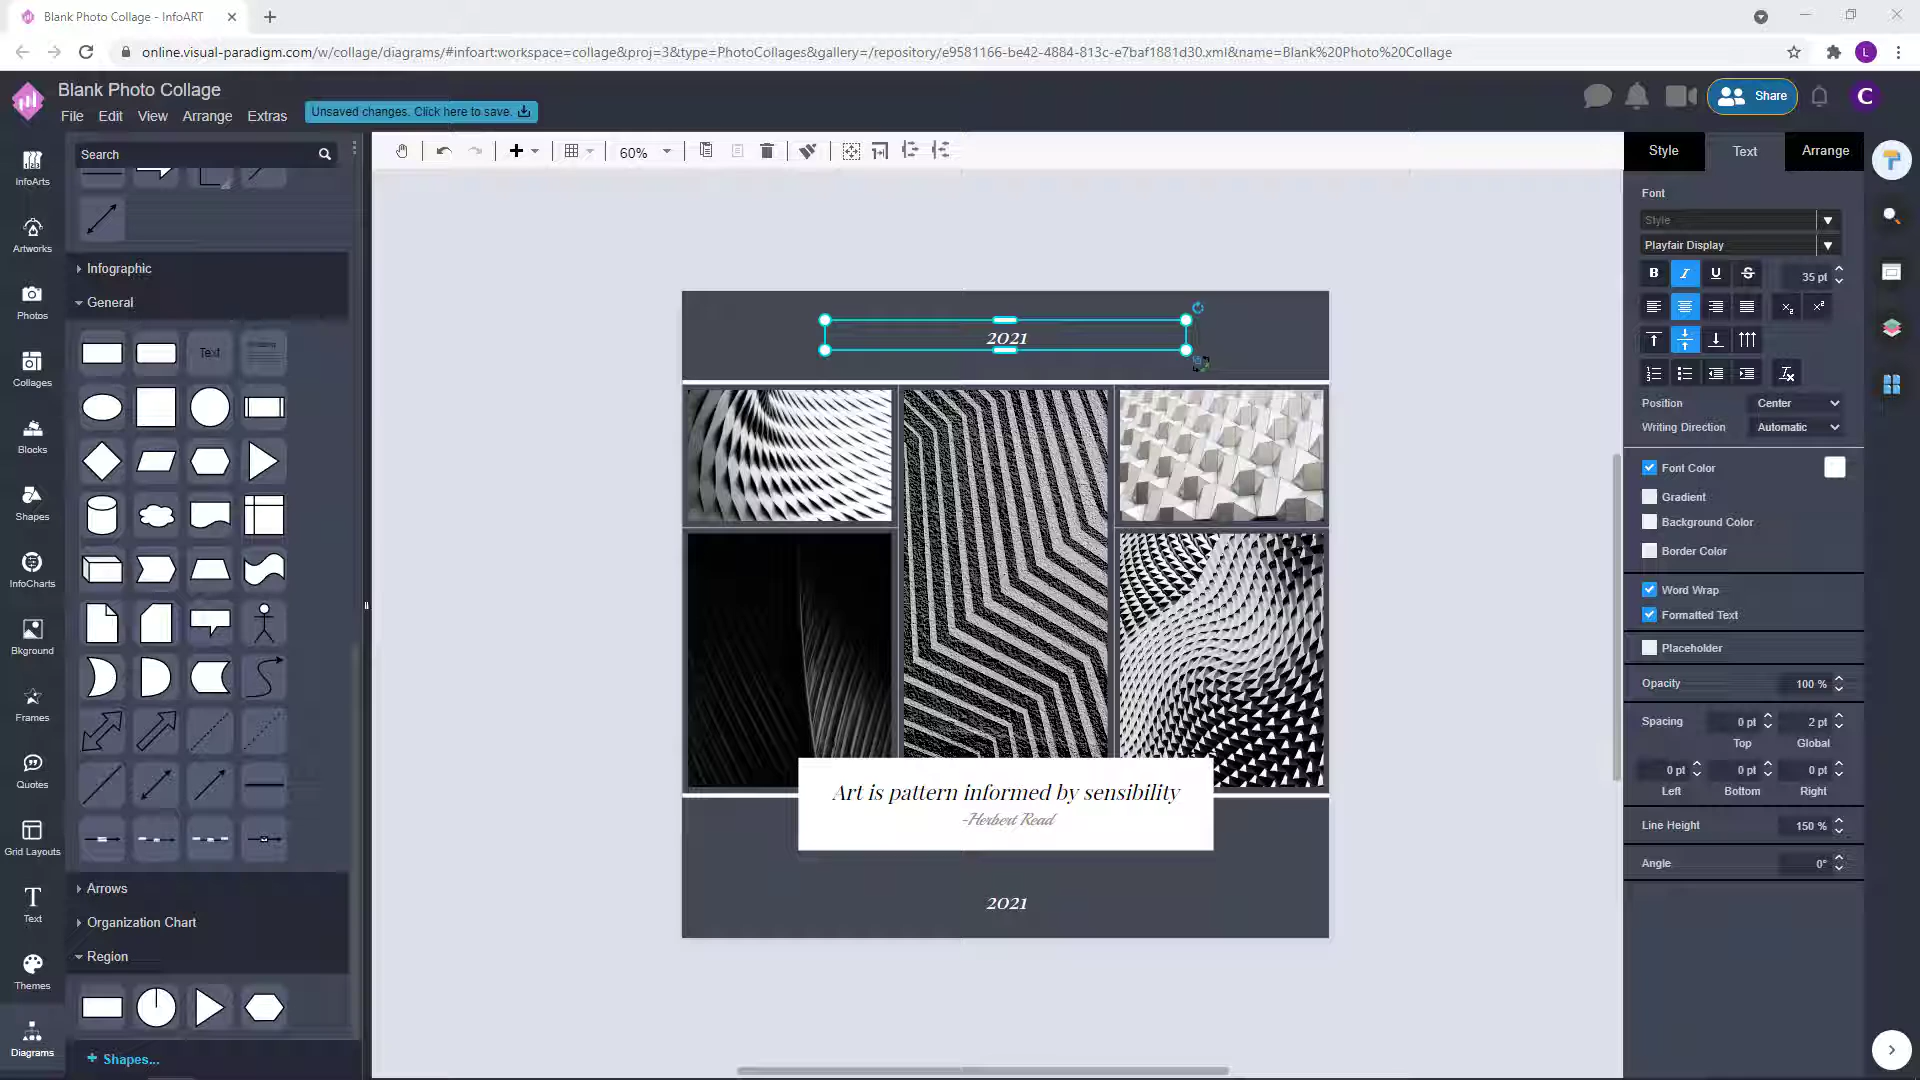 Blank Photo Collage - InfoART
online.visual-paradigm.com/w/collage/diagrams/#infoart:workspace=collage&proj=3&type=PhotoCollages&gallery=/repository/e9581166-be42-4884-813c-e7baf1881d30.xml&name=Blank%20Photo%20Collage
L
Blank Photo Collage
File Edit View Arrange Extras
Unsaved changes. Click here to save.
Share
C
Search
60%
Style Text Arrange
InfoArts
Artworks
Photos
Collages
Blocks
Shapes
InfoCharts
Bkground
Frames
Quotes
Grid Layouts
Text
Themes
Diagrams
Infographic
General
Text
Arrows
Organization Chart
Region
+ Shapes...
2021
Art is pattern informed by sensibility
-Herbert Read
2021
Font
Style
Playfair Display
B I U S 35 pt
Position Center
Writing Direction Automatic
Font Color
Gradient
Background Color
Border Color
Word Wrap
Formatted Text
Placeholder
Opacity 100 %
Spacing 0 pt 2 pt
Top Global
0 pt 0 pt 0 pt
Left Bottom Right
Line Height 150 %
Angle 0°